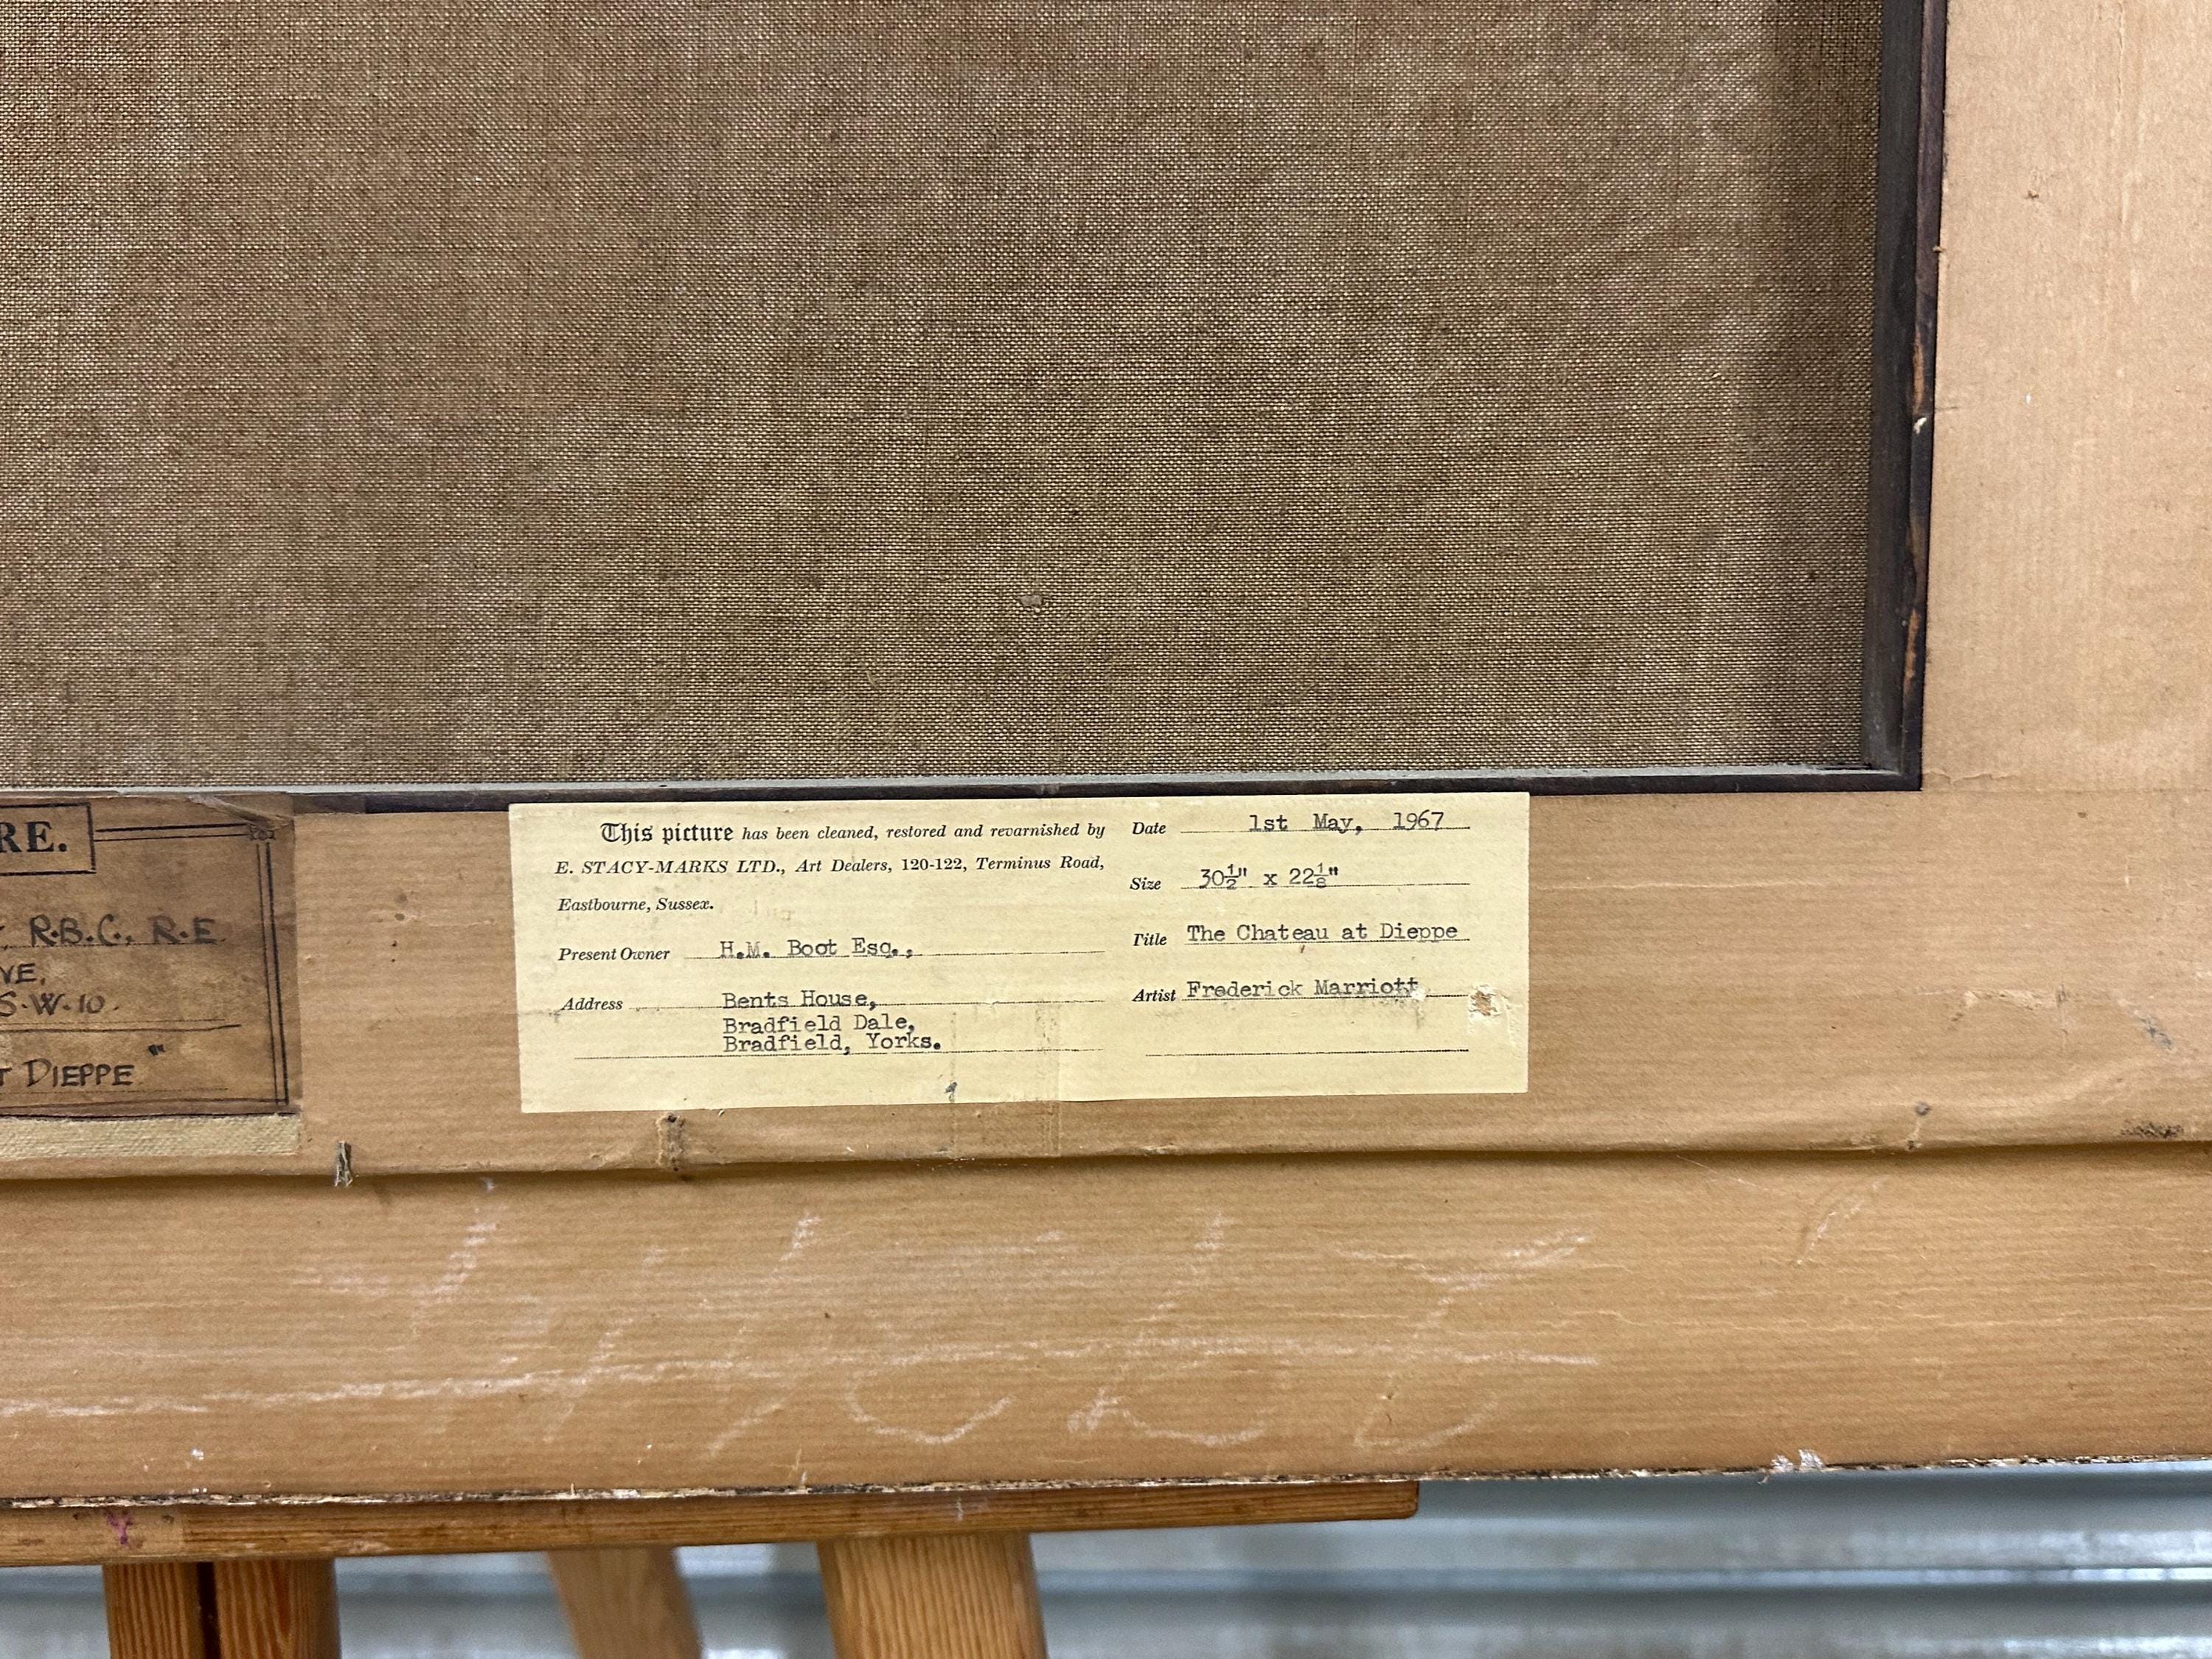 RE.
R.B.C., R.E.
VE,
S.W.10.
T DIEPPE"
This picture has been cleaned, restored and revarnished by
E. STACY-MARKS LTD., Art Dealers, 120-122, Terminus Road,
Eastbourne, Sussex.
Present Owner H.M. Boot Esq.,
Address Bents House,
Bradfield Dale,
Bradfield, Yorks.
Date 1st May, 1967
Size 30½" x 22⅛"
Title The Chateau at Dieppe
Artist Frederick Marriott